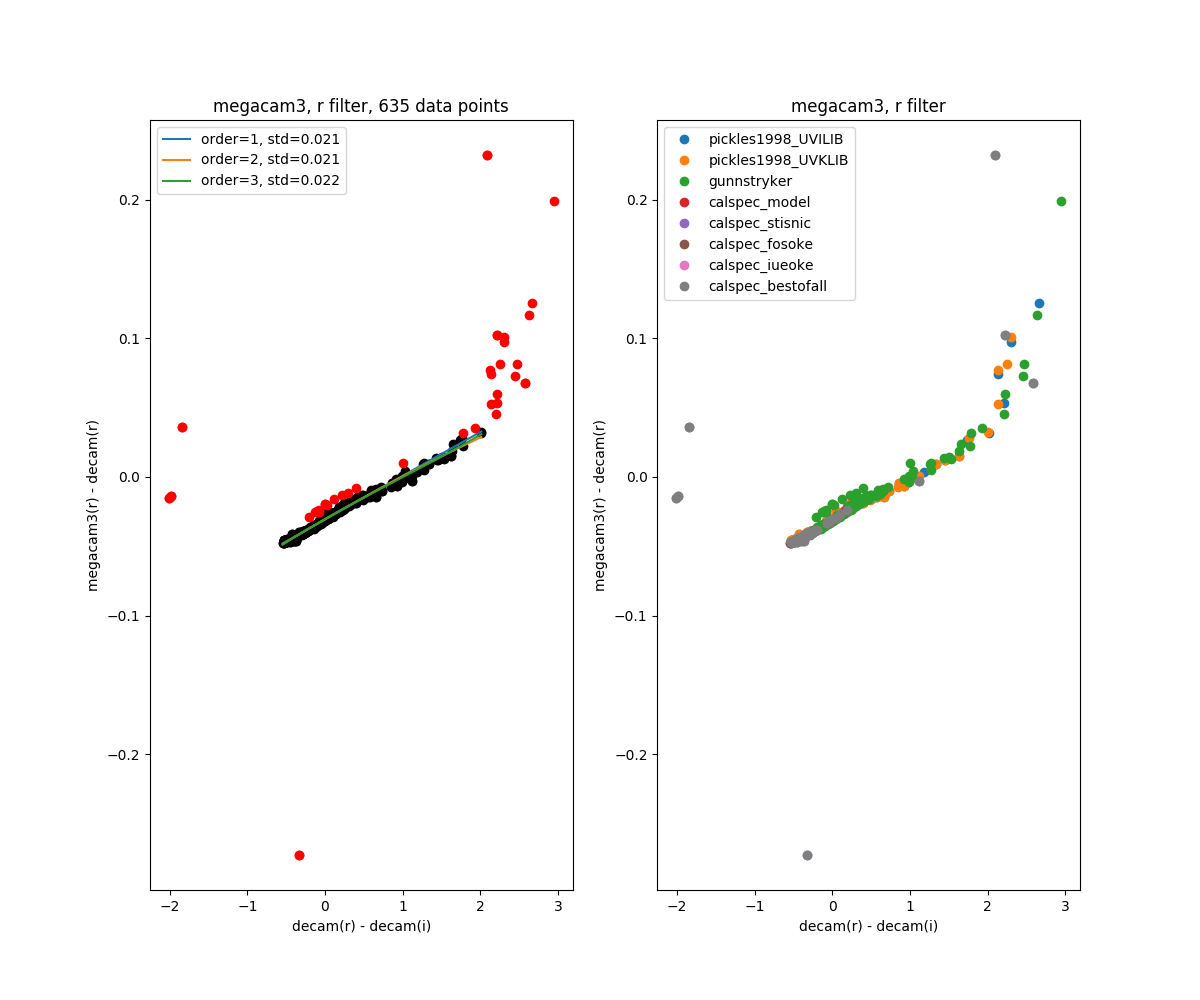 megacam3, r filter, 635 data points
order=1, std=0.021
order=2, std=0.021
order=3, std=0.022
0.2
0.1
0.0
−0.1
−0.2
megacam3(r) - decam(r)
−2 −1 0 1 2 3
decam(r) - decam(i)
megacam3, r filter
pickles1998_UVILIB
pickles1998_UVKLIB
gunnstryker
calspec_model
calspec_stisnic
calspec_fosoke
calspec_iueoke
calspec_bestofall
0.2
0.1
0.0
−0.1
−0.2
megacam3(r) - decam(r)
−2 −1 0 1 2 3
decam(r) - decam(i)